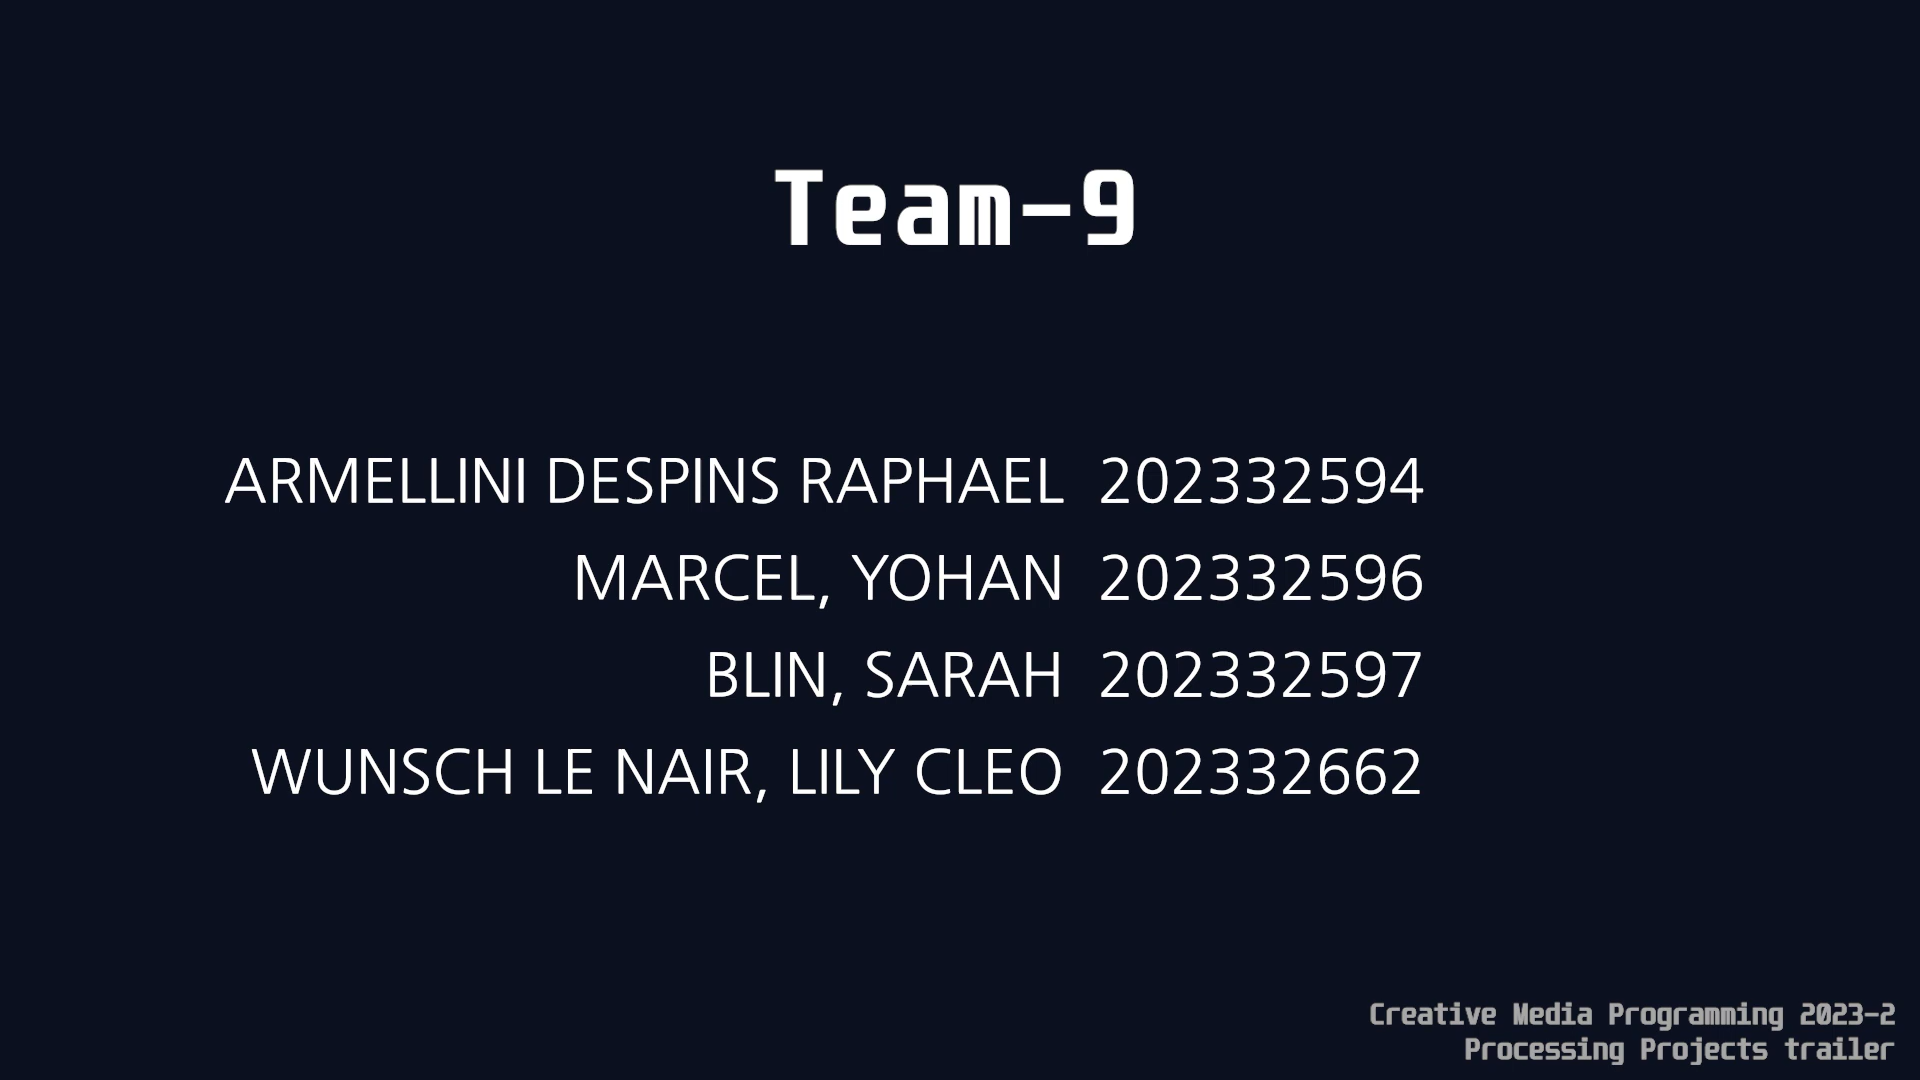 Team-9
ARMELLINI DESPINS RAPHAEL 202332594
MARCEL, YOHAN 202332596
BLIN, SARAH 202332597
WUNSCH LE NAIR, LILY CLEO 202332662
Creative Media Programming 2023-2
Processing Projects trailer